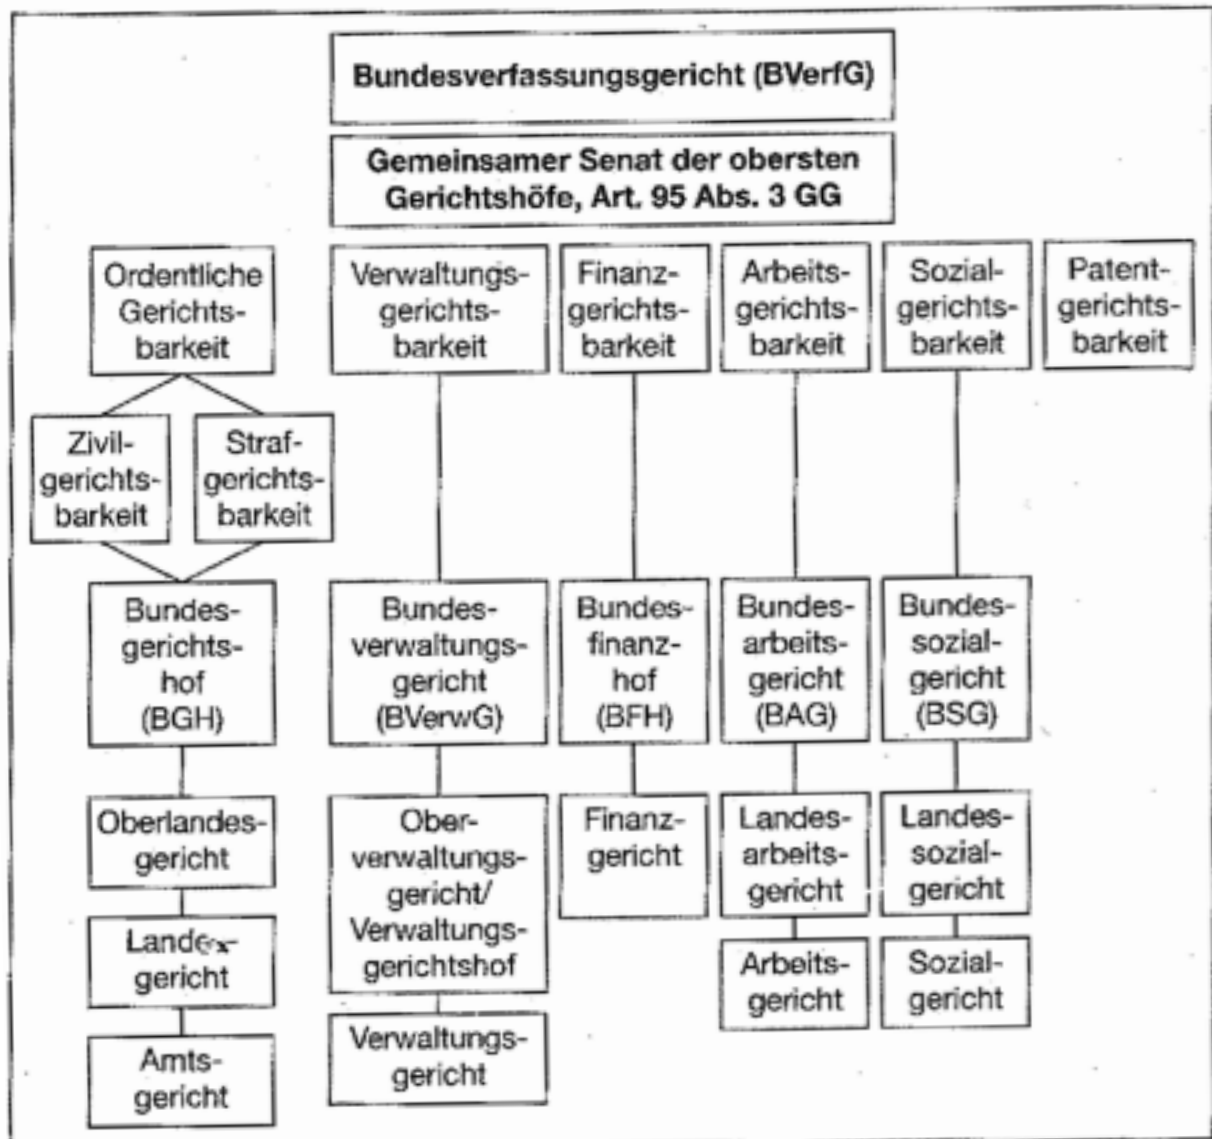 Bundesverfassungsgericht (BVerfG)
Gemeinsamer Senat der obersten
Gerichtshöfe, Art. 95 Abs. 3 GG
Ordentliche
Gerichts-
barkeit
Verwaltungs-
gerichts-
barkeit
Finanz-
gerichts-
barkeit
Arbeits-
gerichts-
barkeit
Sozial-
gerichts-
barkeit
Patent-
gerichts-
barkeit
Zivil-
gerichts-
barkeit
Straf-
gerichts-
barkeit
Bundes-
gerichts-
hof
(BGH)
Bundes-
verwaltungs-
gericht
(BVerwG)
Bundes-
finanz-
hof
(BFH)
Bundes-
arbeits-
gericht
(BAG)
Bundes-
sozial-
gericht
(BSG)
Oberlandes-
gericht
Ober-
verwaltungs-
gericht/
Verwaltungs-
gerichtshof
Finanz-
gericht
Landes-
arbeits-
gericht
Landes-
sozial-
gericht
Landes-
gericht
Arbeits-
gericht
Sozial-
gericht
Amts-
gericht
Verwaltungs-
gericht